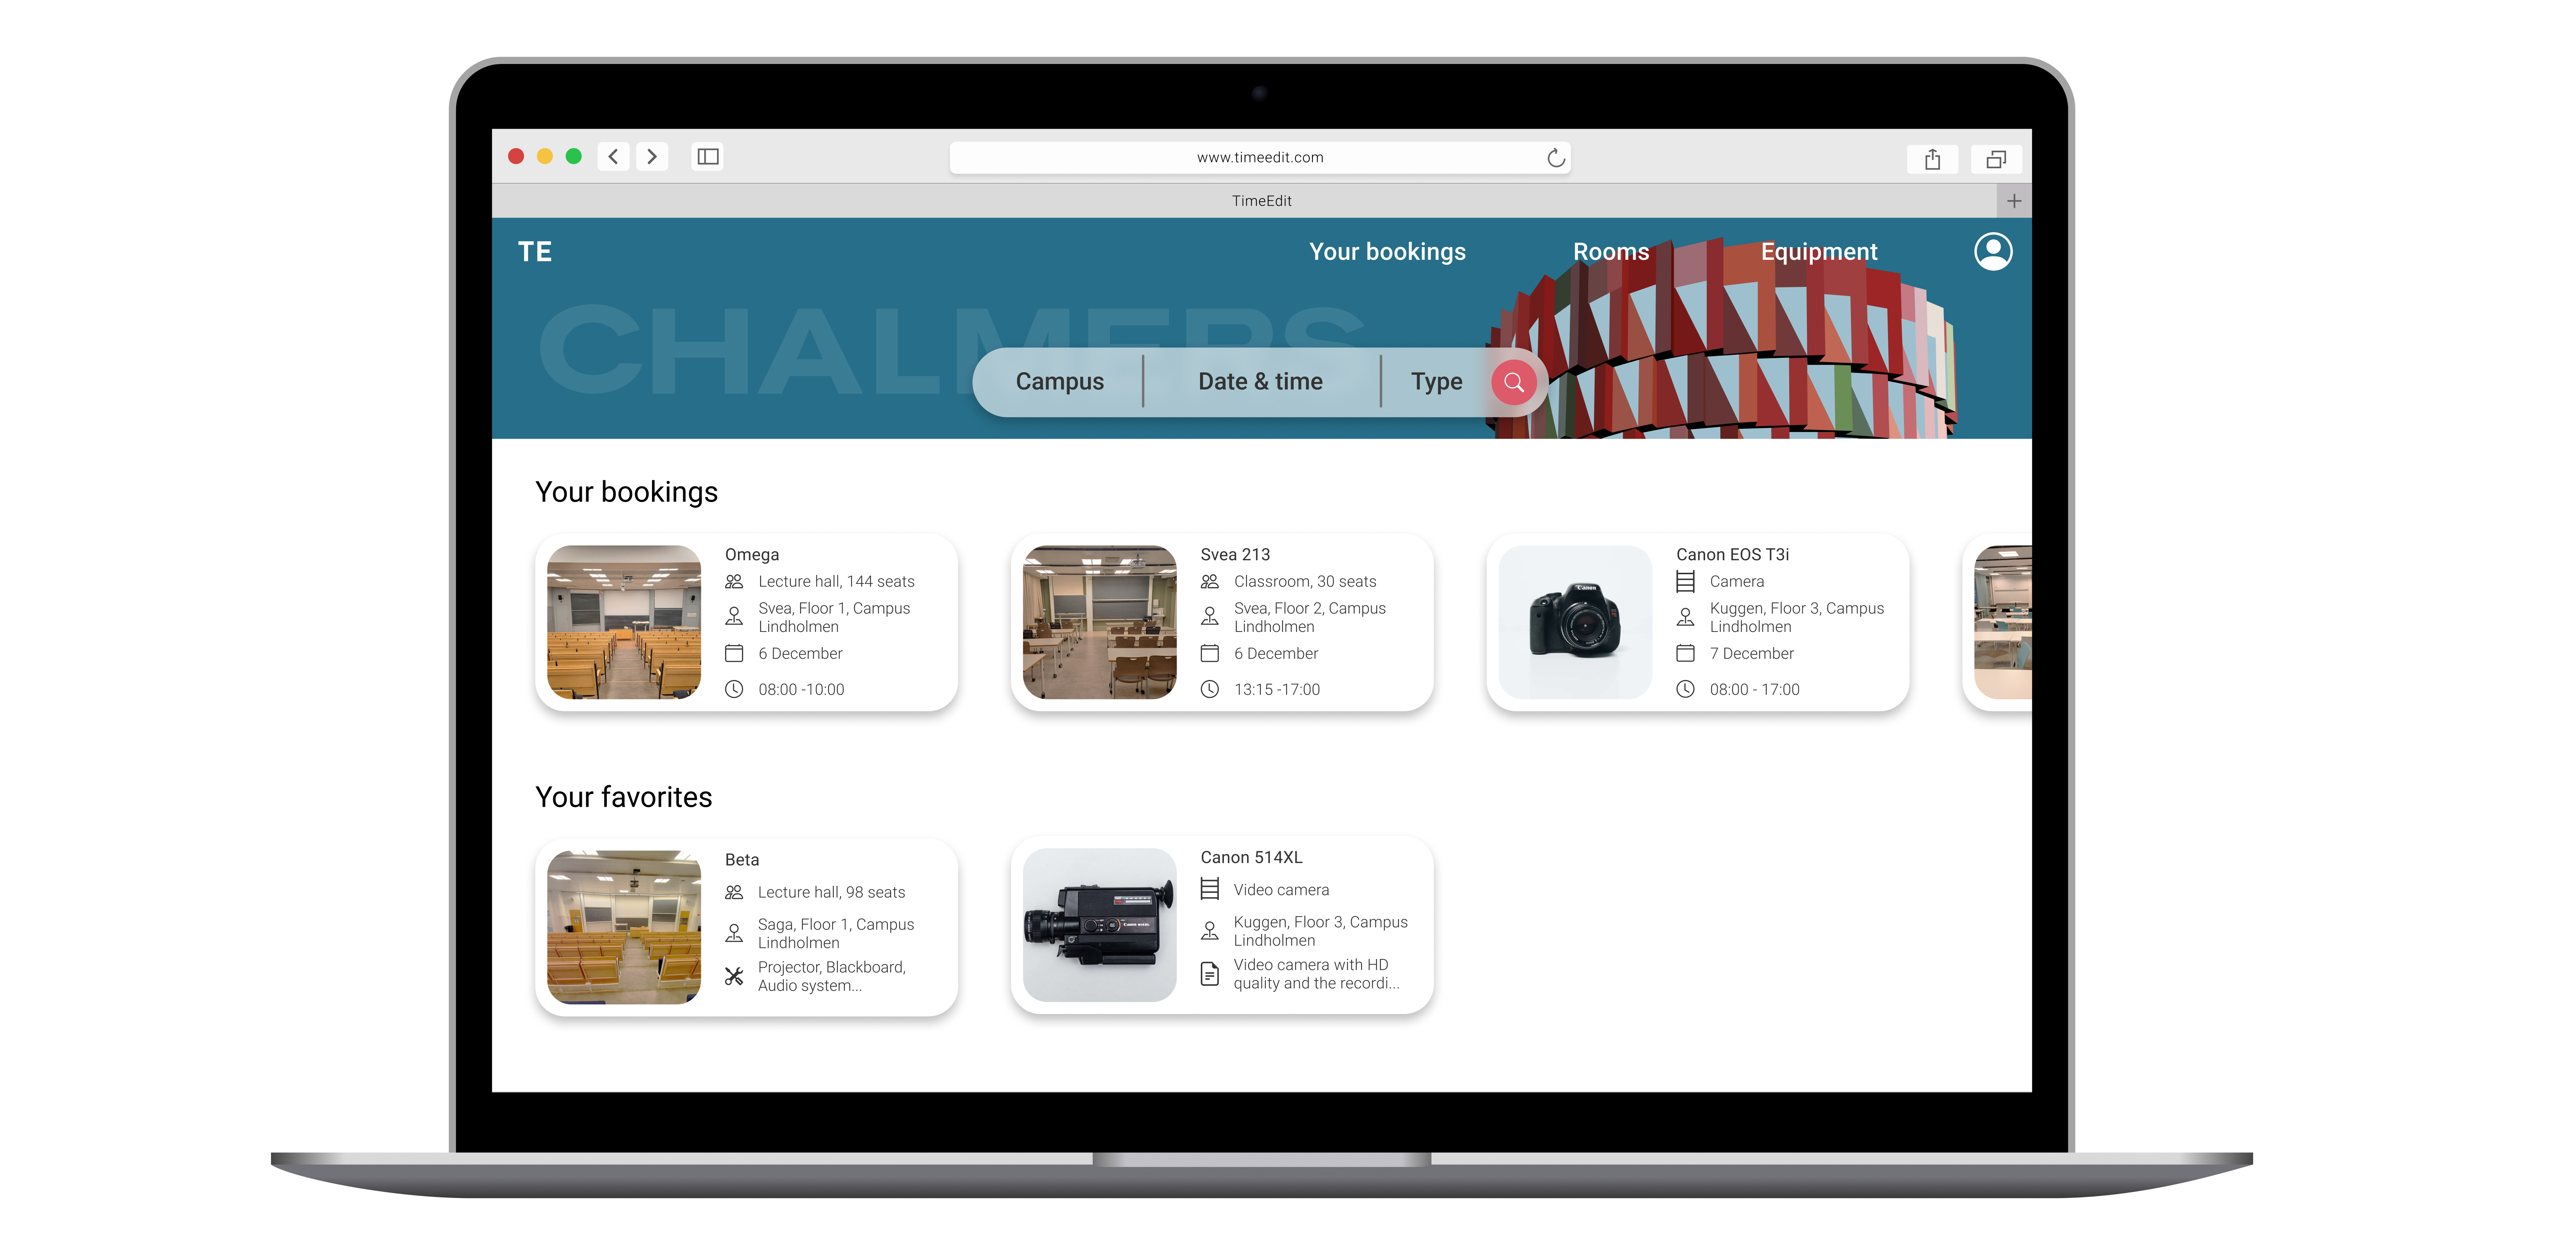 www.timeedit.com
TimeEdit
TE
Your bookings
Rooms
Equipment
CHALMERS
Campus
Date & time
Type
Your bookings
Omega
Lecture hall, 144 seats
Svea, Floor 1, Campus
Lindholmen
6 December
08:00 -10:00
Svea 213
Classroom, 30 seats
Svea, Floor 2, Campus
Lindholmen
6 December
13:15 -17:00
Canon EOS T3i
Camera
Kuggen, Floor 3, Campus
Lindholmen
7 December
08:00 - 17:00
Canon
Your favorites
Beta
Lecture hall, 98 seats
Saga, Floor 1, Campus
Lindholmen
Projector, Blackboard,
Audio system...
Canon 514XL
Video camera
Kuggen, Floor 3, Campus
Lindholmen
Video camera with HD
quality and the recordi...
Canon 514XL